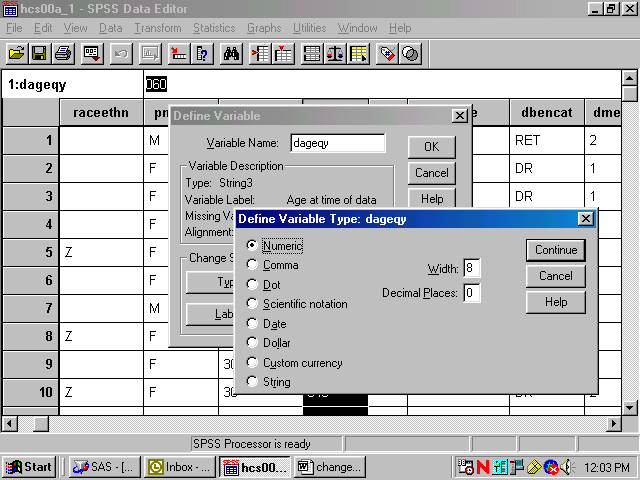 hcs00a_1 - SPSS Data Editor
File Edit View Data Transform Statistics Graphs Utilities Window Help
1:dageqy 060
raceethn dbencat
1 M RET 2
2 F DR 1
3 F DR 1
4 F
5 Z F
6 F
7 M
8 Z F
9 F 30
10 Z F 30 DR 2
Define Variable
Variable Name: dageqy
OK
Cancel
Help
Variable Description
Type: String3
Variable Label: Age at time of data
Missing Va
Alignment:
Change S
Ty
Lab
Define Variable Type: dageqy
Numeric
Comma
Dot
Scientific notation
Date
Dollar
Custom currency
String
Width: 8
Decimal Places: 0
Continue
Cancel
Help
SPSS Processor is ready
Start SAS - [... Inbox - ... hcs00... change... 12:03 PM